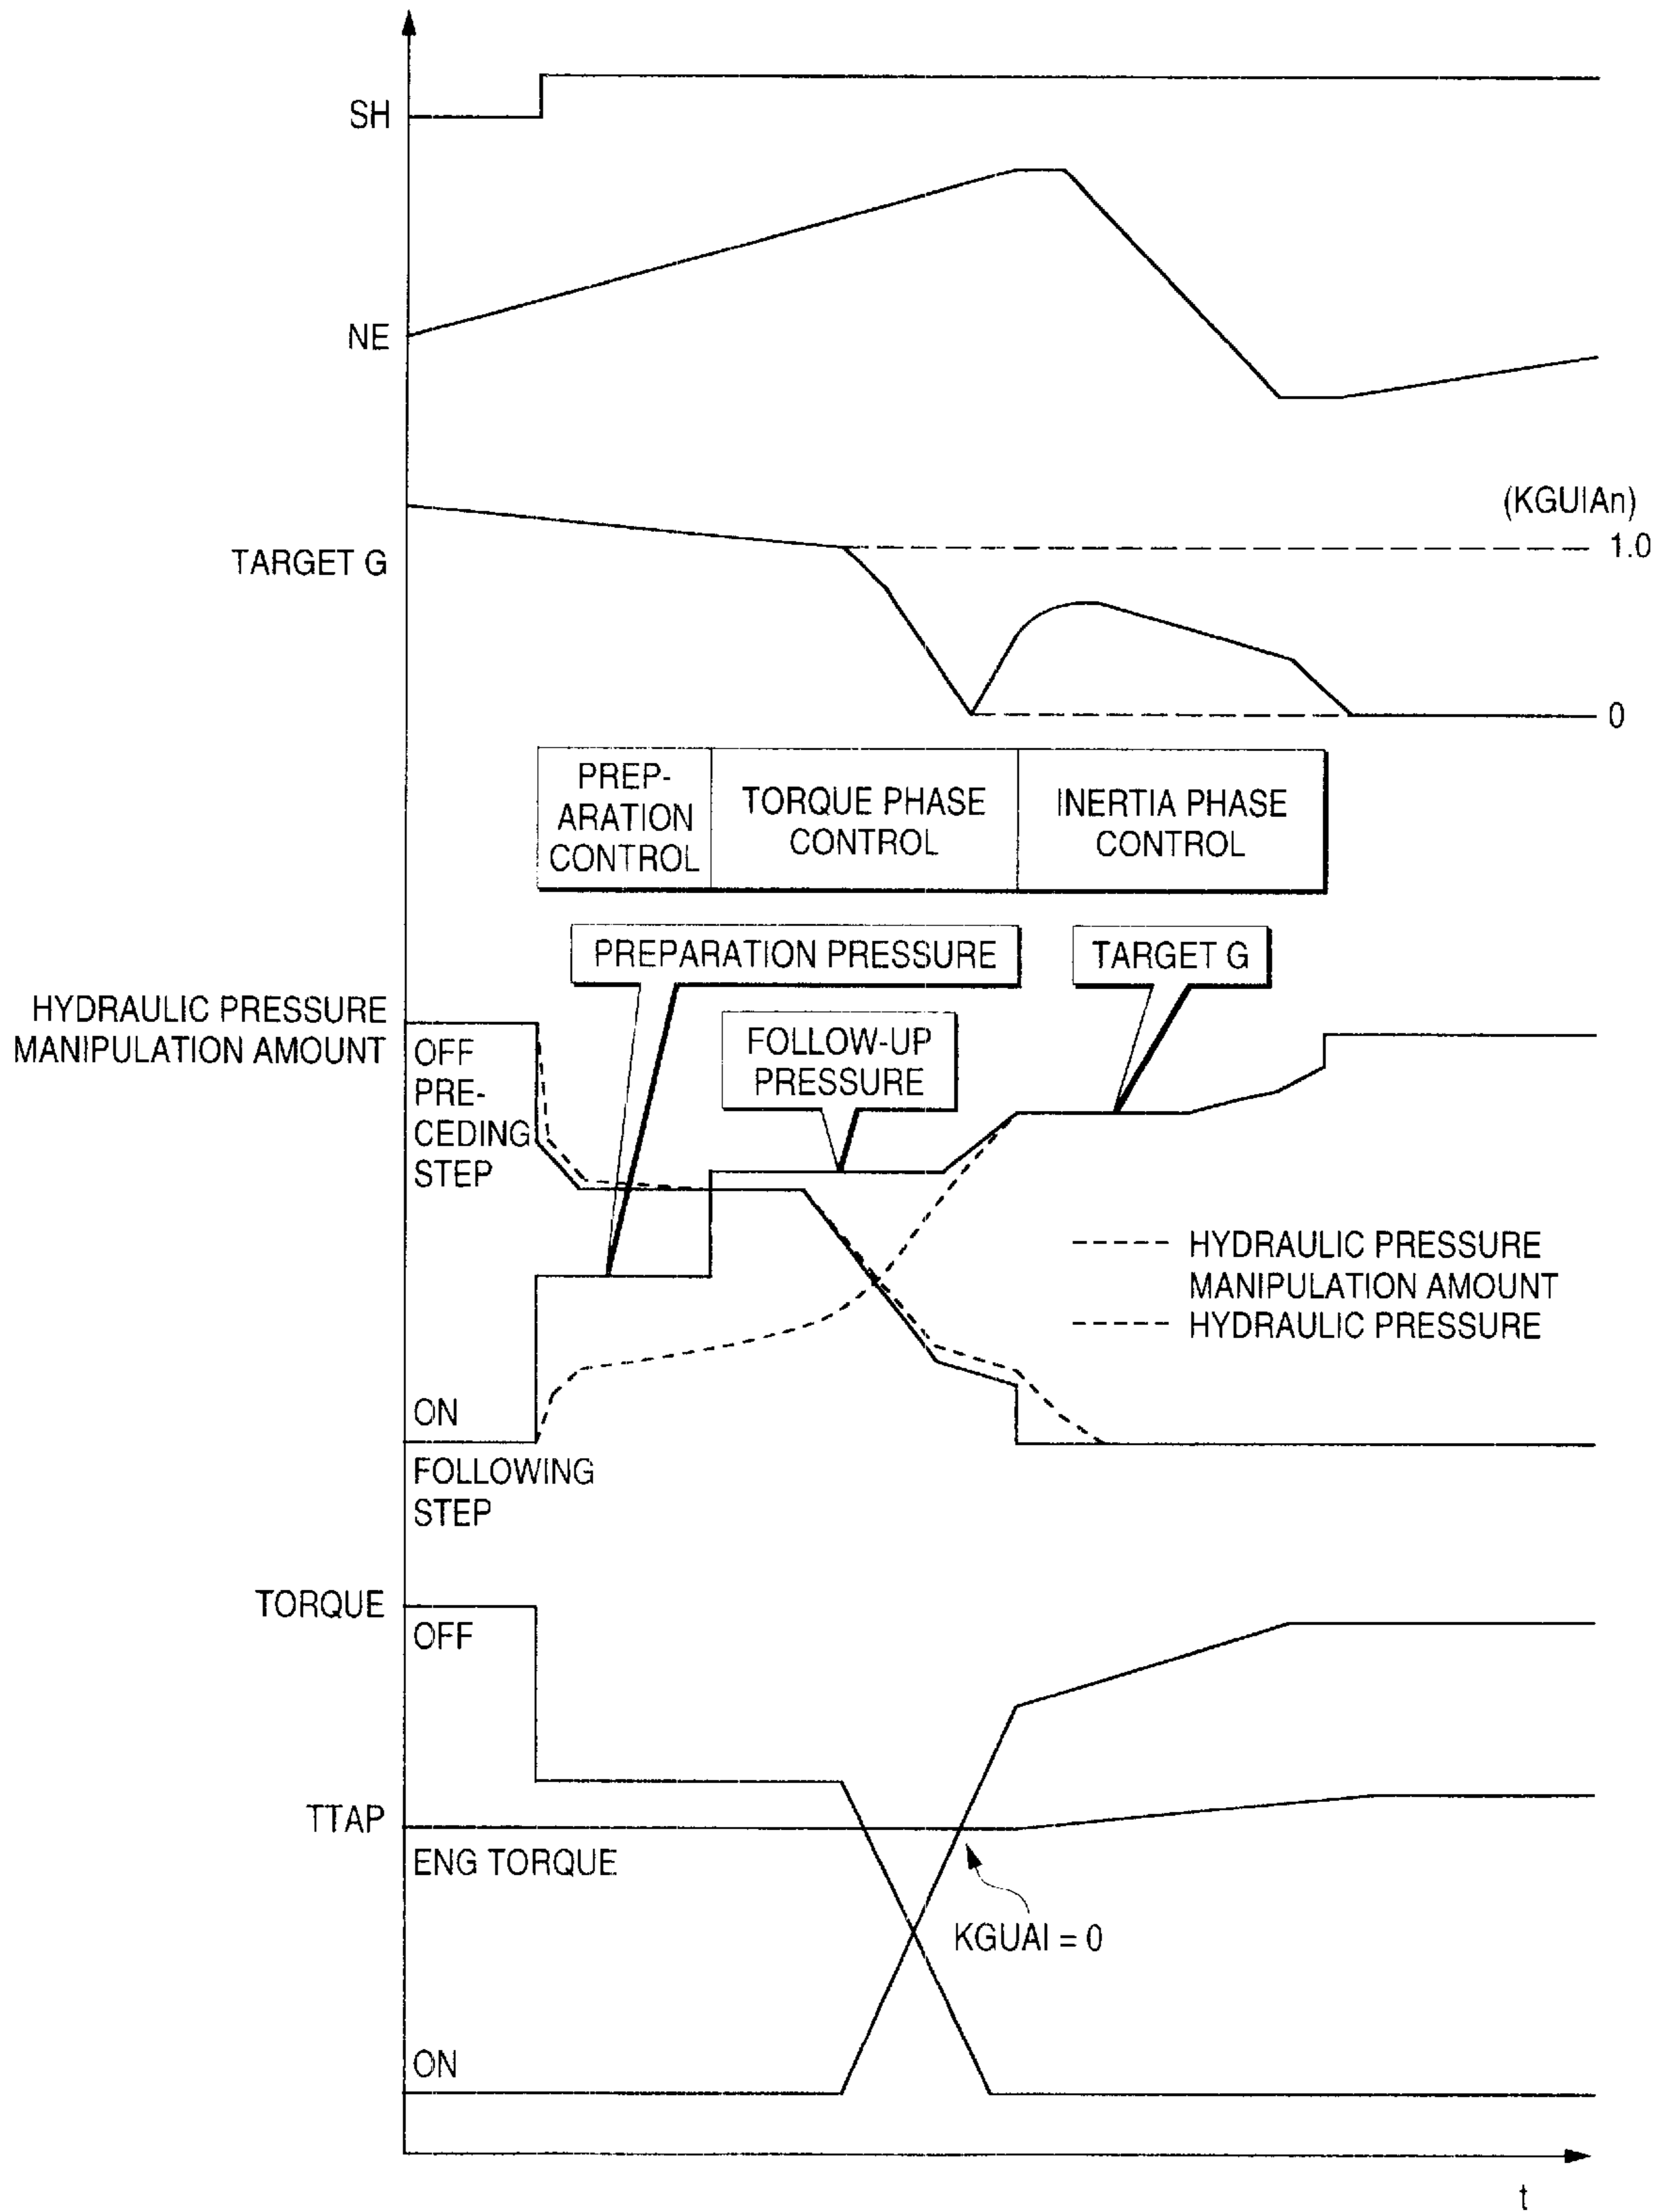 SH
NE
(KGUIAn)
1.0
TARGET G
0
PREP-
ARATION
CONTROL
TORQUE PHASE
CONTROL
INERTIA PHASE
CONTROL
PREPARATION PRESSURE
TARGET G
HYDRAULIC PRESSURE
MANIPULATION AMOUNT
OFF
PRE-
CEDING
STEP
FOLLOW-UP
PRESSURE
HYDRAULIC PRESSURE
MANIPULATION AMOUNT
HYDRAULIC PRESSURE
ON
FOLLOWING
STEP
TORQUE
OFF
TTAP
ENG TORQUE
KGUAI = 0
ON
t